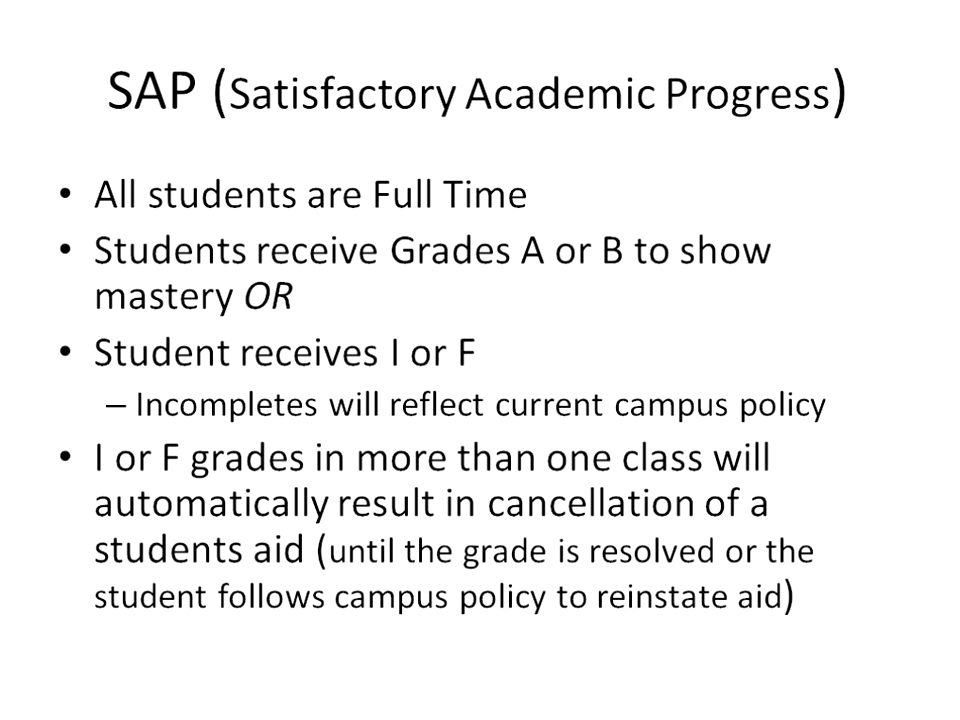 SAP (Satisfactory Academic Progress)
• All students are Full Time
• Students receive Grades A or B to show
mastery OR
• Student receives I or F
– Incompletes will reflect current campus policy
• I or F grades in more than one class will
automatically result in cancellation of a
students aid (until the grade is resolved or the
student follows campus policy to reinstate aid)